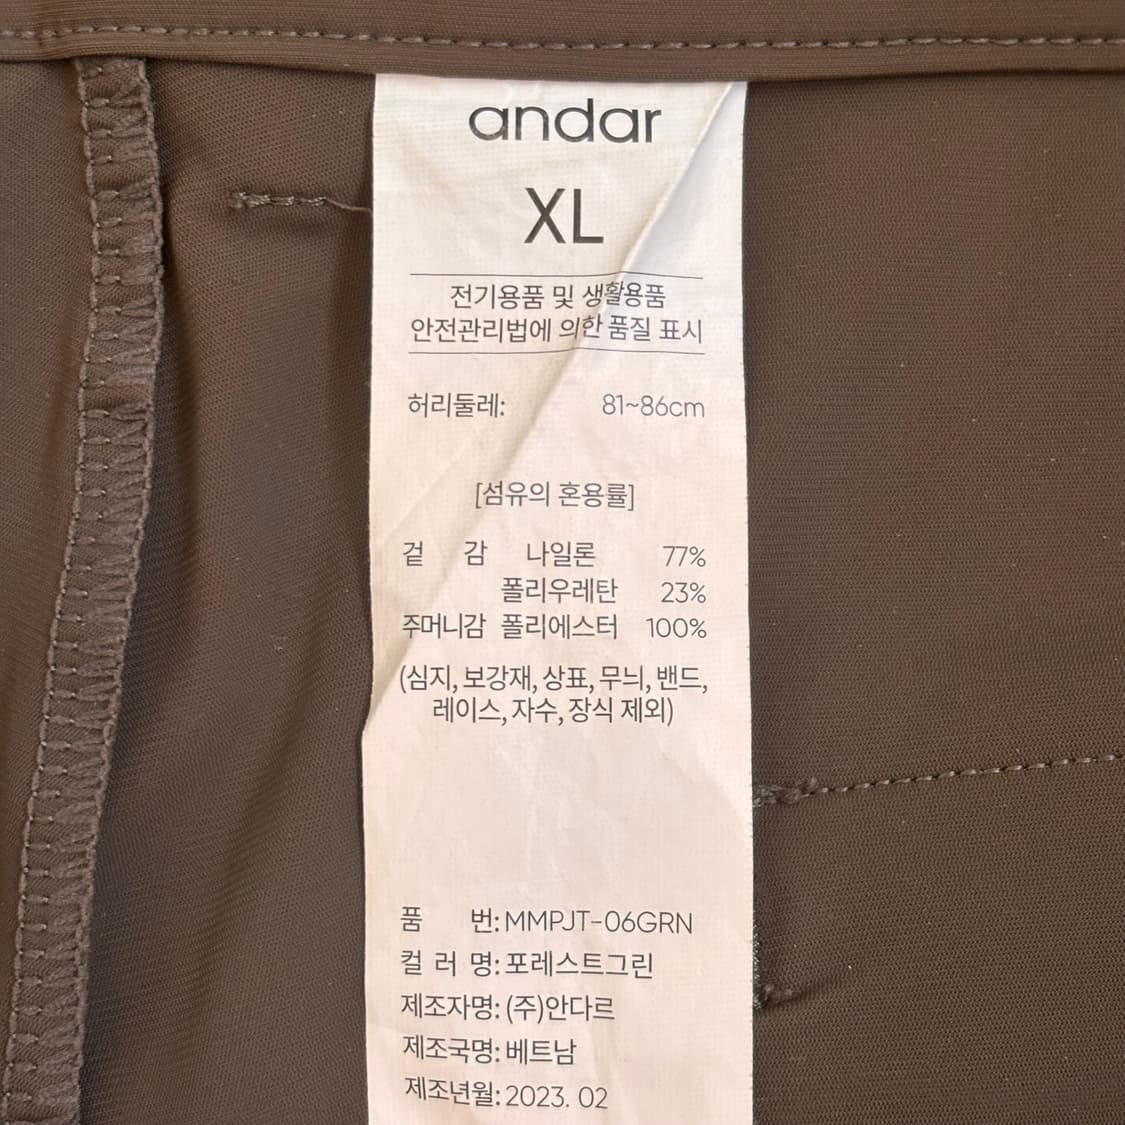 andar
XL
전기용품 및 생활용품
안전관리법에 의한 품질 표시
허리둘레: 81~86cm
[섬유의 혼용률]
겉 감 나일론 77%
폴리우레탄 23%
주머니감 폴리에스터 100%
(심지, 보강재, 상표, 무늬, 밴드,
레이스, 자수, 장식 제외)
품 번: MMPJT-06GRN
컬 러 명: 포레스트그린
제조자명: (주)안다르
제조국명: 베트남
제조년월: 2023. 02